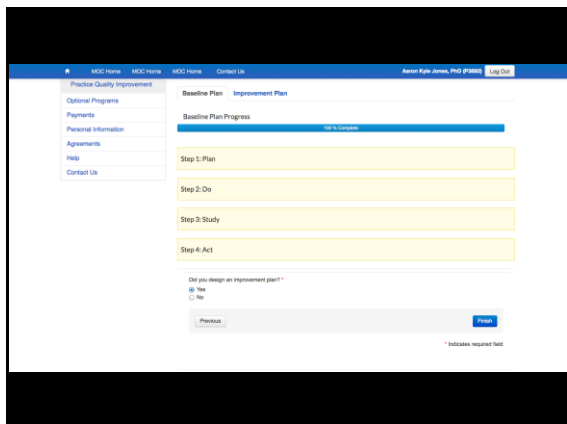 MOC Home MOC Home MOC Home Contact Us Aaron Kyle Jones, PhD (P3692) Log Out
Practice Quality Improvement
Optional Programs
Payments
Personal Information
Agreements
Help
Contact Us
Baseline Plan Improvement Plan
Baseline Plan Progress
100 % Complete
Step 1: Plan
Step 2: Do
Step 3: Study
Step 4: Act
Did you design an improvement plan? *
Yes
No
Previous Finish
* Indicates required field